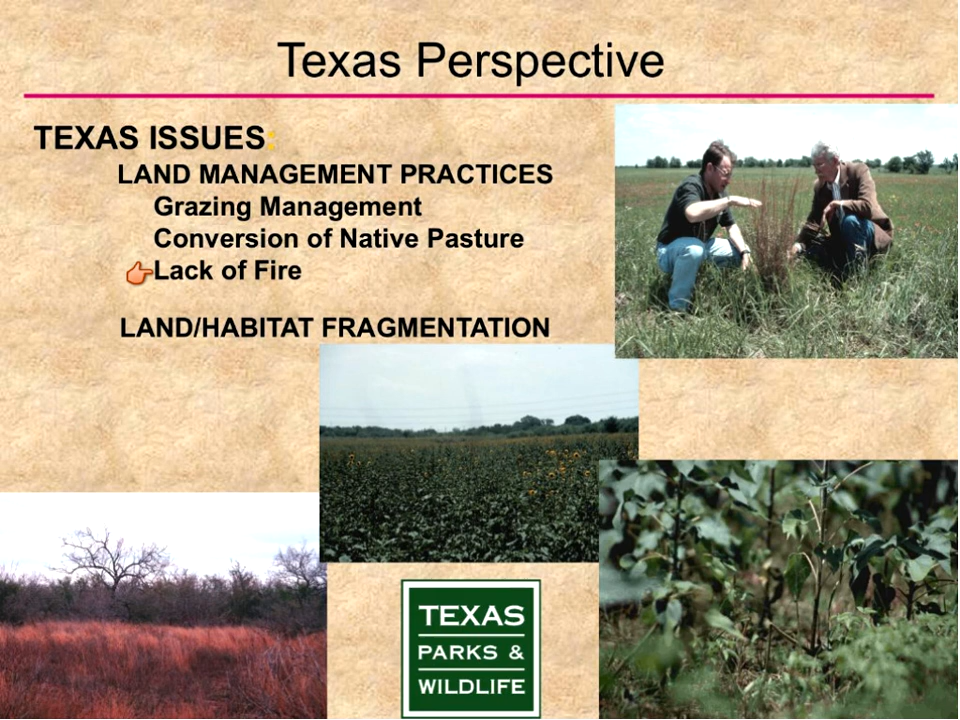 Texas Perspective
TEXAS ISSUES:
LAND MANAGEMENT PRACTICES
Grazing Management
Conversion of Native Pasture
Lack of Fire
LAND/HABITAT FRAGMENTATION
TEXAS
PARKS &
WILDLIFE